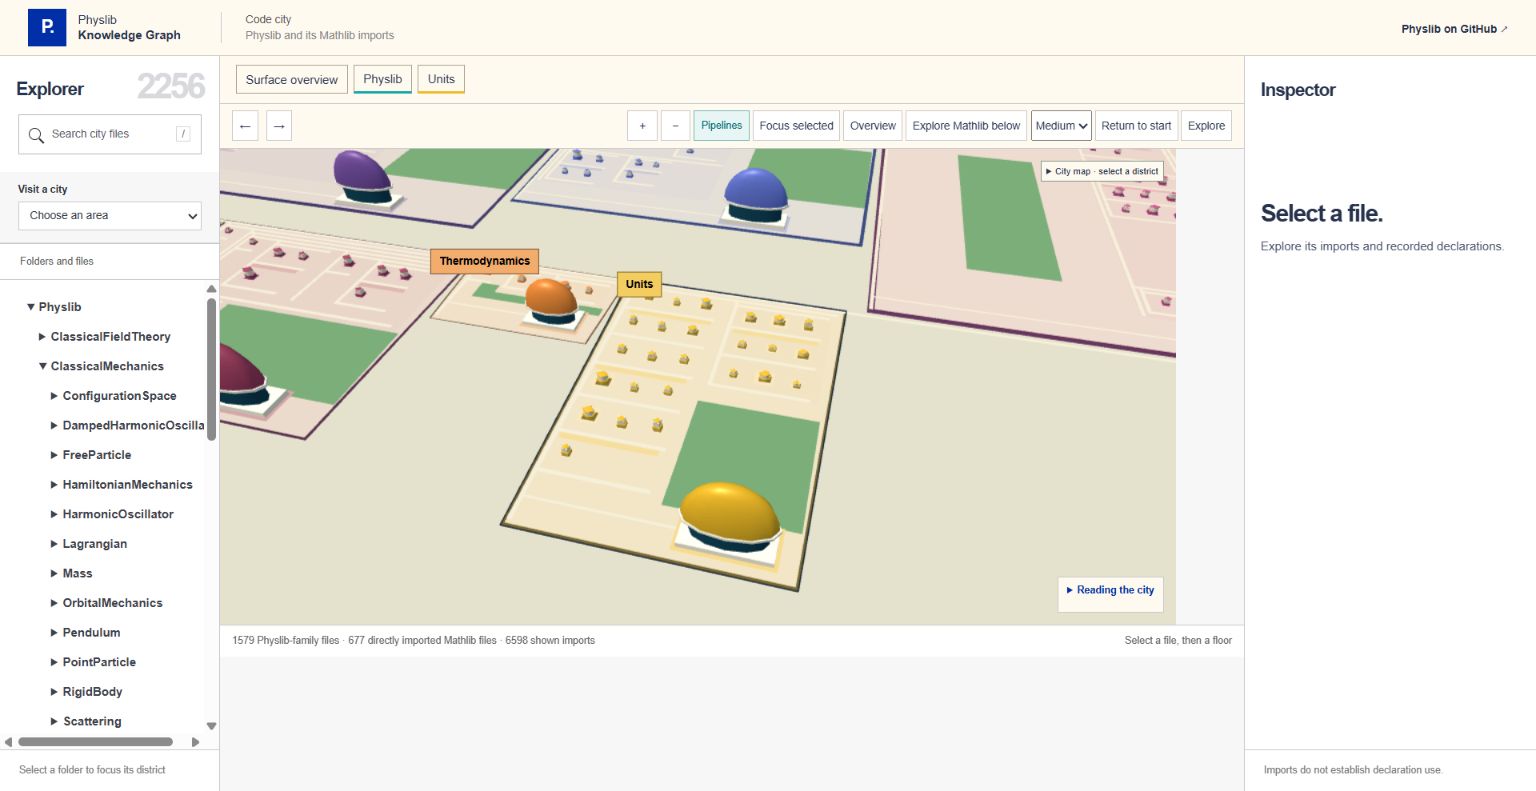 P.
Physlib
Knowledge Graph
Code city
Physlib and its Mathlib imports
Physlib on GitHub ↗
Explorer
2256
Search city files
/
Visit a city
Choose an area
Folders and files
▼ Physlib
▶ ClassicalFieldTheory
▼ ClassicalMechanics
▶ ConfigurationSpace
▶ DampedHarmonicOscilla
▶ FreeParticle
▶ HamiltonianMechanics
▶ HarmonicOscillator
▶ Lagrangian
▶ Mass
▶ OrbitalMechanics
▶ Pendulum
▶ PointParticle
▶ RigidBody
▶ Scattering
Select a folder to focus its district
Surface overview
Physlib
Units
← →
+ − Pipelines Focus selected Overview Explore Mathlib below Medium Return to start Explore
▶ City map · select a district
Thermodynamics
Units
▶ Reading the city
1579 Physlib-family files · 677 directly imported Mathlib files · 6598 shown imports
Select a file, then a floor
Inspector
Select a file.
Explore its imports and recorded declarations.
Imports do not establish declaration use.